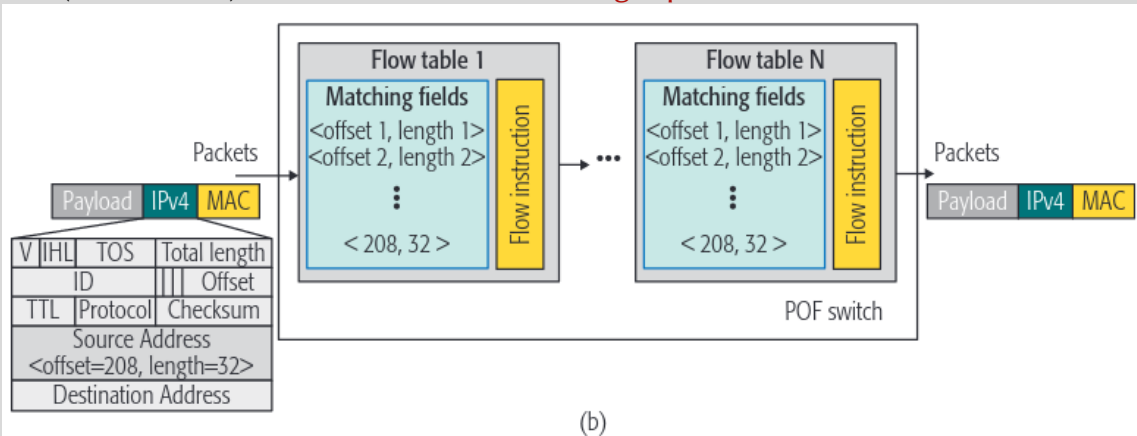 Flow table 1
Matching fields
<offset 1, length 1>
<offset 2, length 2>
⋮
< 208, 32 >
Flow instruction
...
Flow table N
Matching fields
<offset 1, length 1>
<offset 2, length 2>
⋮
< 208, 32 >
Flow instruction
POF switch
Packets
Payload IPv4 MAC
V IHL TOS Total length
ID Offset
TTL Protocol Checksum
Source Address
<offset=208, length=32>
Destination Address
Packets
Payload IPv4 MAC
(b)